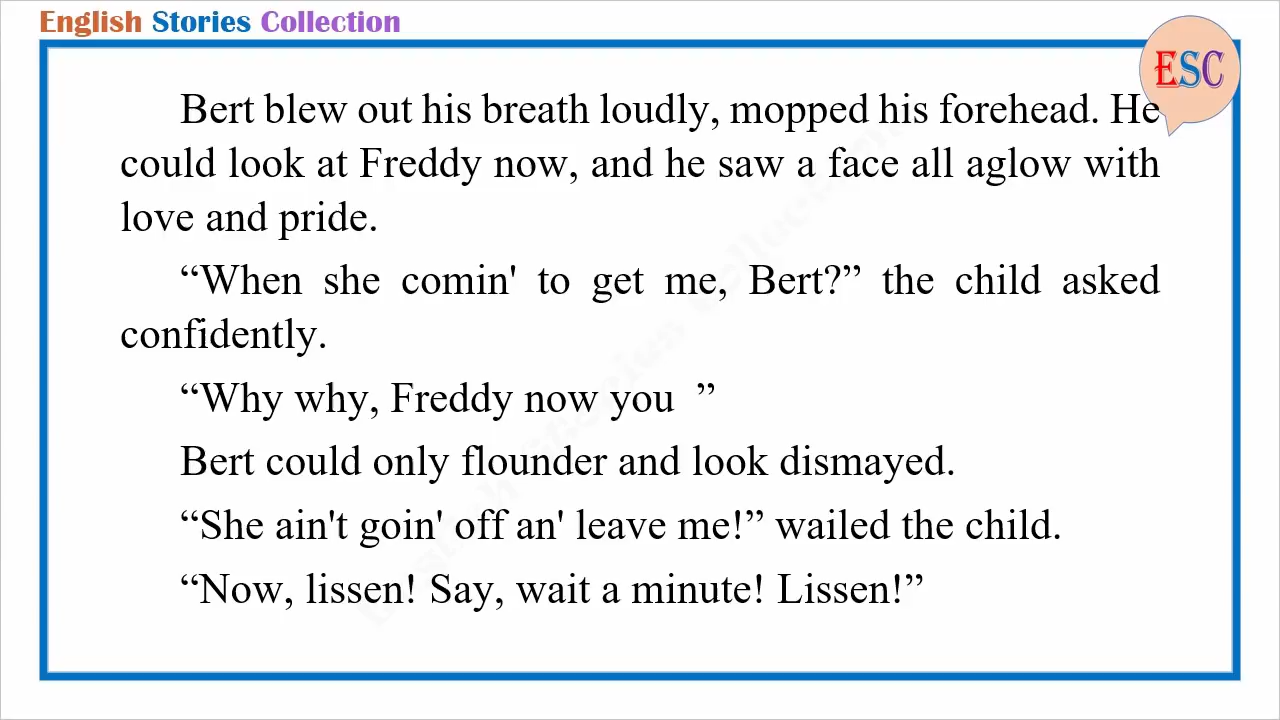 English Stories Collection
ESC
Bert blew out his breath loudly, mopped his forehead. He
could look at Freddy now, and he saw a face all aglow with
love and pride.
“When she comin' to get me, Bert?” the child asked
confidently.
“Why why, Freddy now you  ”
Bert could only flounder and look dismayed.
“She ain't goin' off an' leave me!” wailed the child.
“Now, lissen! Say, wait a minute! Lissen!”